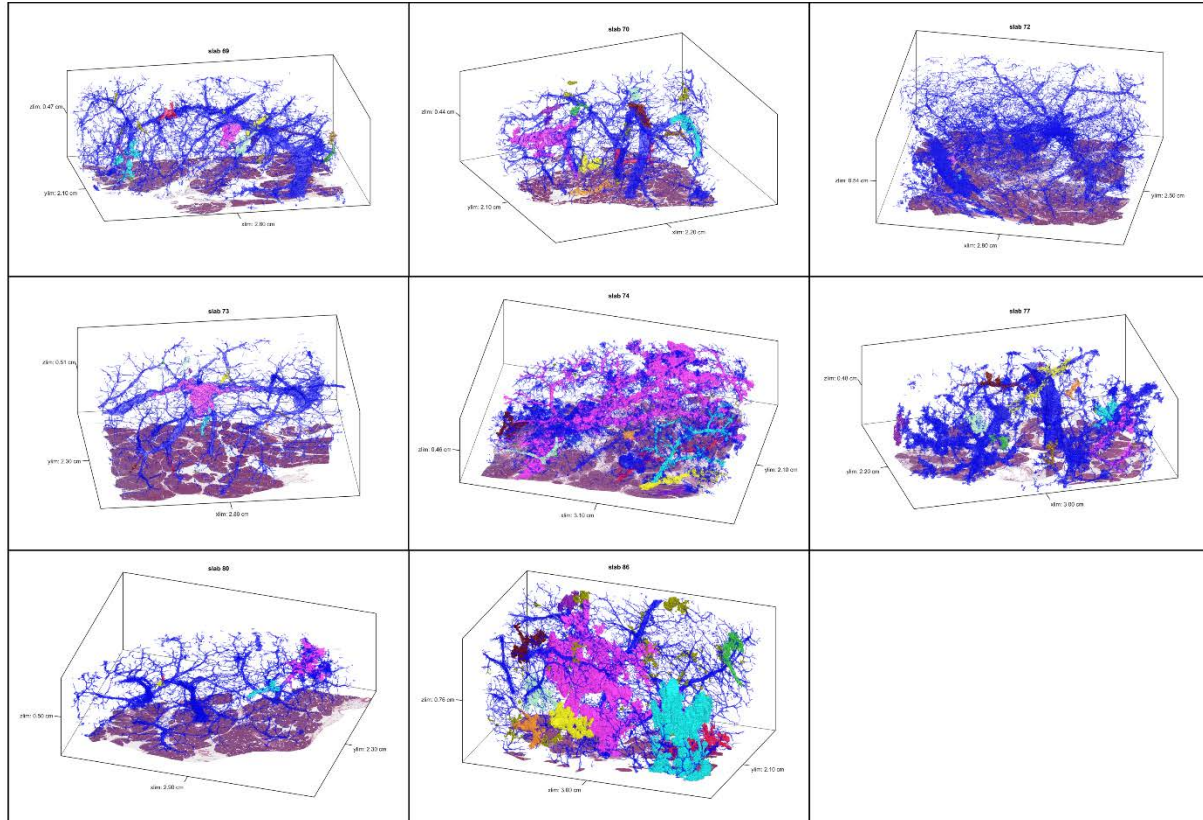 slab 69
zlim: 0.47 cm
ylim: 2.10 cm
xlim: 2.80 cm
slab 70
zlim: 0.44 cm
ylim: 2.10 cm
xlim: 2.20 cm
slab 72
zlim: 0.54 cm
ylim: 2.50 cm
xlim: 2.80 cm
slab 73
zlim: 0.51 cm
ylim: 2.30 cm
xlim: 2.80 cm
slab 74
zlim: 0.46 cm
ylim: 2.10 cm
xlim: 3.10 cm
slab 77
zlim: 0.40 cm
ylim: 2.20 cm
xlim: 3.00 cm
slab 80
zlim: 0.50 cm
ylim: 2.30 cm
xlim: 2.50 cm
slab 86
zlim: 0.76 cm
ylim: 2.10 cm
xlim: 3.00 cm